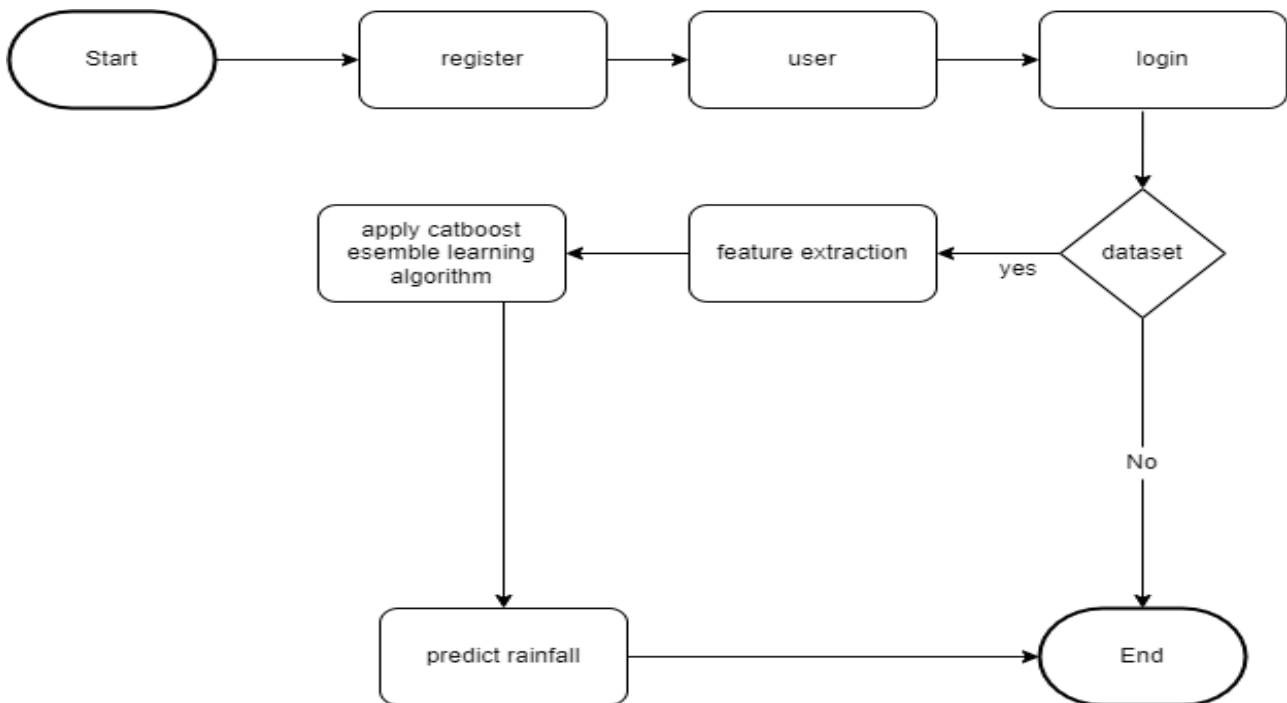 Start
register
user
login
apply catboost
esemble learning
algorithm
feature extraction
yes
dataset
No
predict rainfall
End